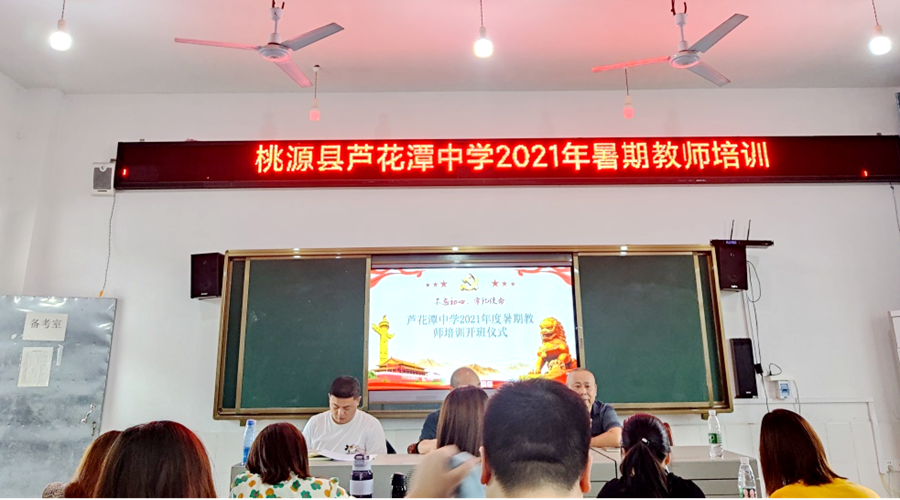 桃源县芦花潭中学2021年暑期教师培训
不忘初心、牢记使命
芦花潭中学2021年度暑期教
师培训开班仪式
备考室